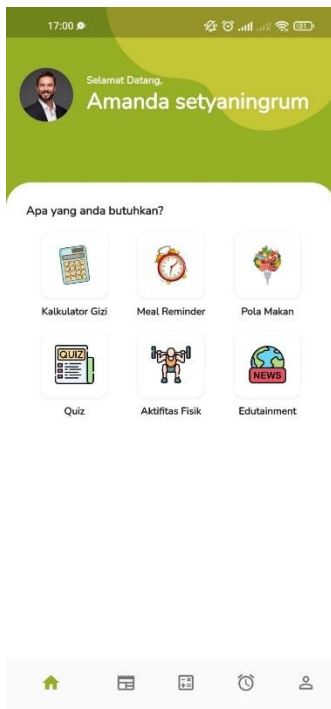 17:00
Selamat Datang,
Amanda setyaningrum
Apa yang anda butuhkan?
Kalkulator Gizi
Meal Reminder
Pola Makan
QUIZ
NEWS
Quiz
Aktifitas Fisik
Edutainment